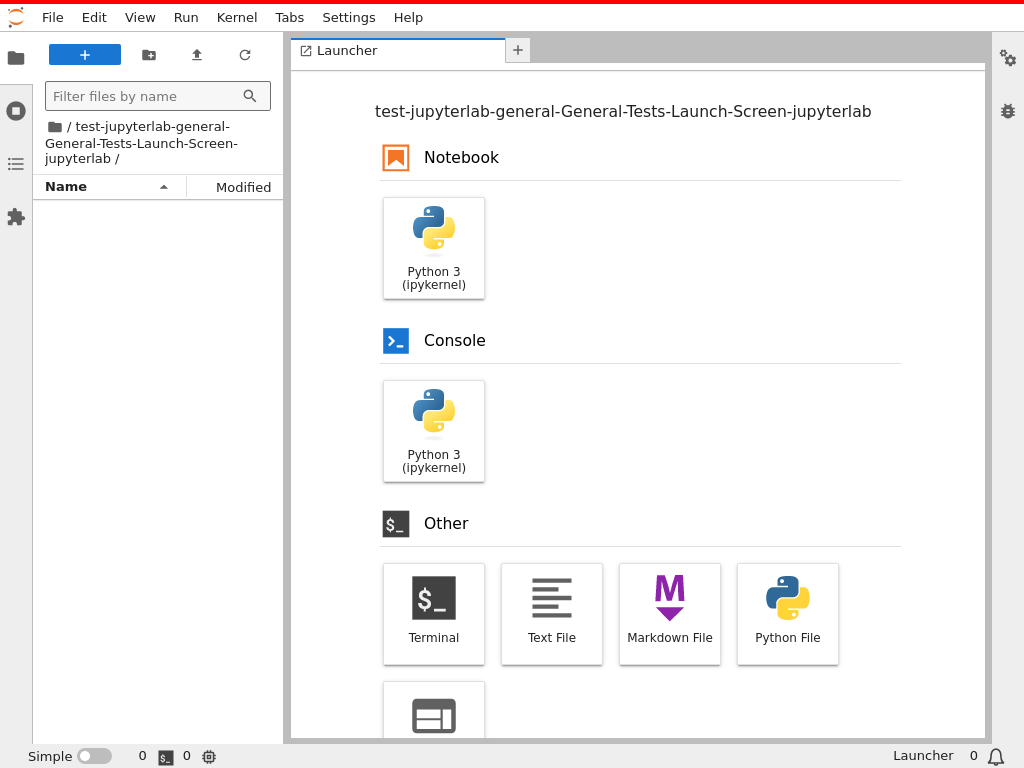 File Edit View Run Kernel Tabs Settings Help
Launcher
Filter files by name
/ test-jupyterlab-general-
General-Tests-Launch-Screen-
jupyterlab /
Name Modified
test-jupyterlab-general-General-Tests-Launch-Screen-jupyterlab
Notebook
Python 3
(ipykernel)
Console
Python 3
(ipykernel)
$_ Other
$_
Terminal
Text File
M
Markdown File
Python File
Simple 0 $_ 0 Launcher 0